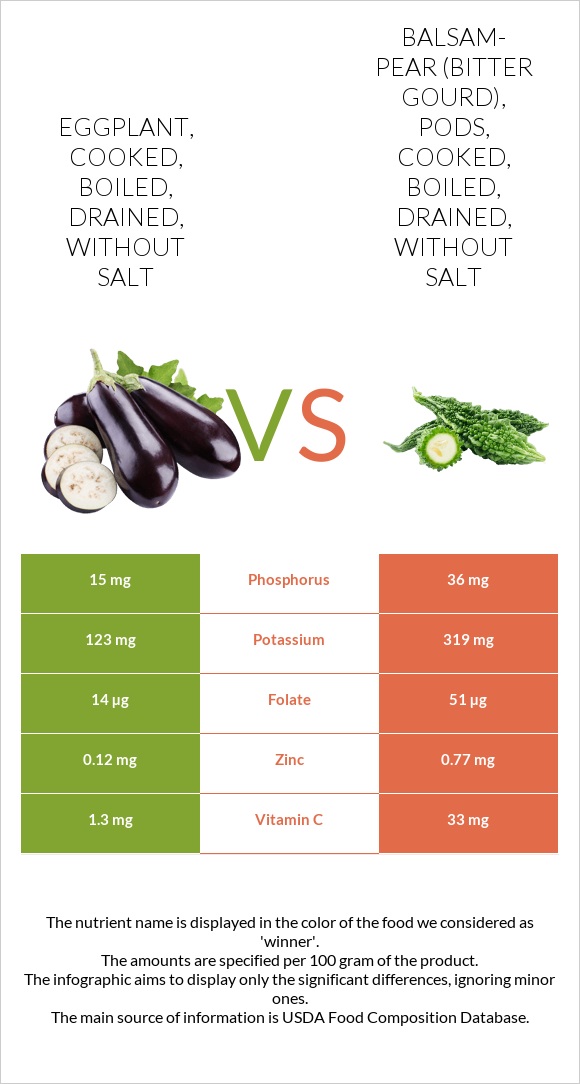 EGGPLANT,
COOKED,
BOILED,
DRAINED,
WITHOUT
SALT
BALSAM-
PEAR (BITTER
GOURD),
PODS,
COOKED,
BOILED,
DRAINED,
WITHOUT
SALT
VS
15 mg Phosphorus 36 mg
123 mg Potassium 319 mg
14 µg Folate 51 µg
0.12 mg Zinc 0.77 mg
1.3 mg Vitamin C 33 mg
The nutrient name is displayed in the color of the food we considered as
'winner'.
The amounts are specified per 100 gram of the product.
The infographic aims to display only the significant differences, ignoring minor
ones.
The main source of information is USDA Food Composition Database.